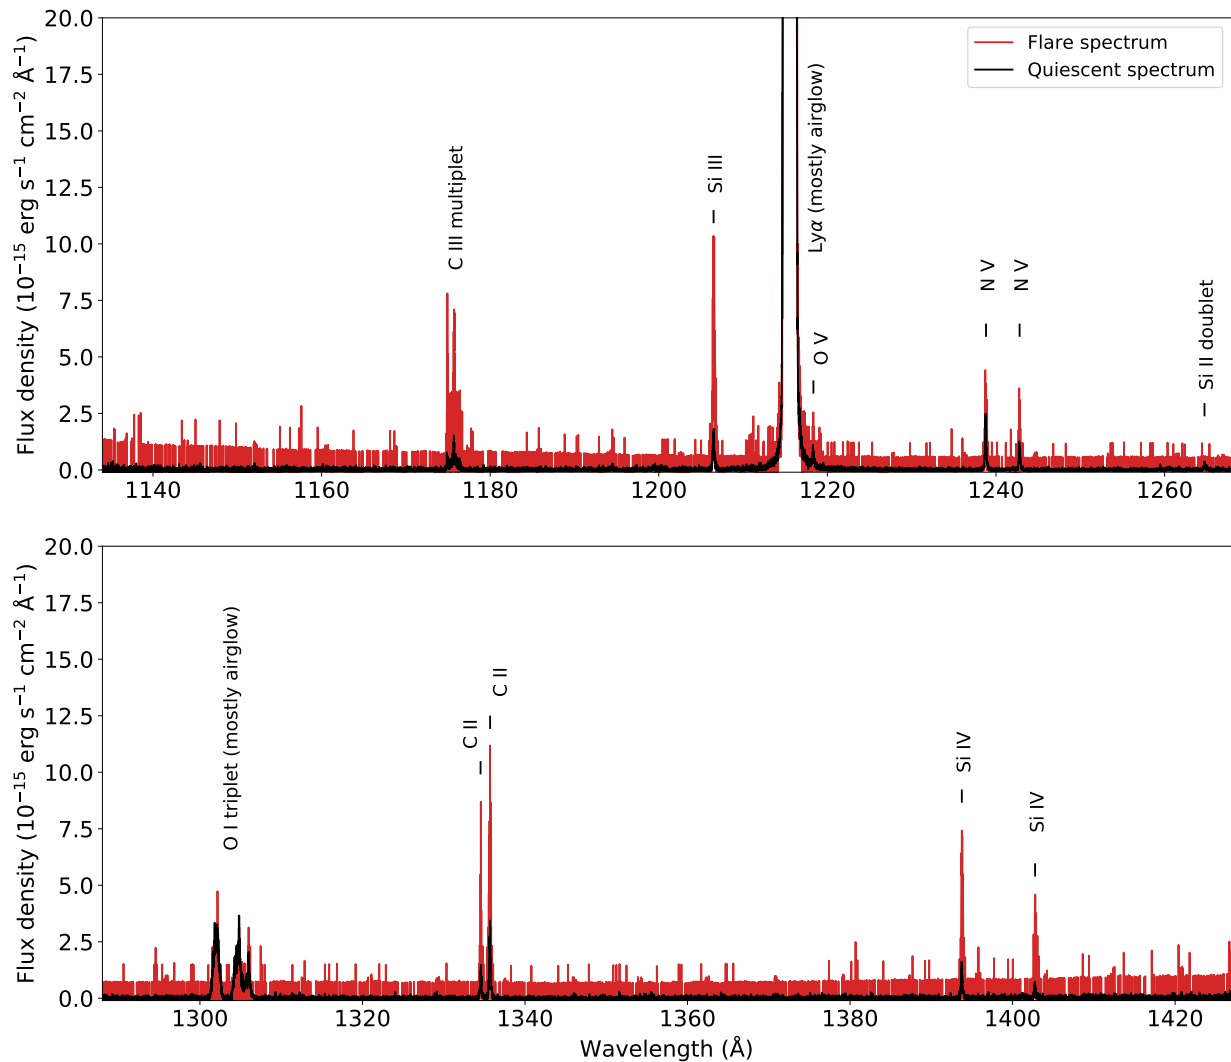 Flux density (10⁻¹⁵ erg s⁻¹ cm⁻² Å⁻¹)
20.0
17.5
15.0
12.5
10.0
7.5
5.0
2.5
0.0
C III multiplet
Si III
Lyα (mostly airglow)
O V
N V
N V
Si II doublet
Flare spectrum
Quiescent spectrum
1140
1160
1180
1200
1220
1240
1260
Flux density (10⁻¹⁵ erg s⁻¹ cm⁻² Å⁻¹)
20.0
17.5
15.0
12.5
10.0
7.5
5.0
2.5
0.0
O I triplet (mostly airglow)
C II
C II
Si IV
Si IV
1300
1320
1340
1360
1380
1400
1420
Wavelength (Å)